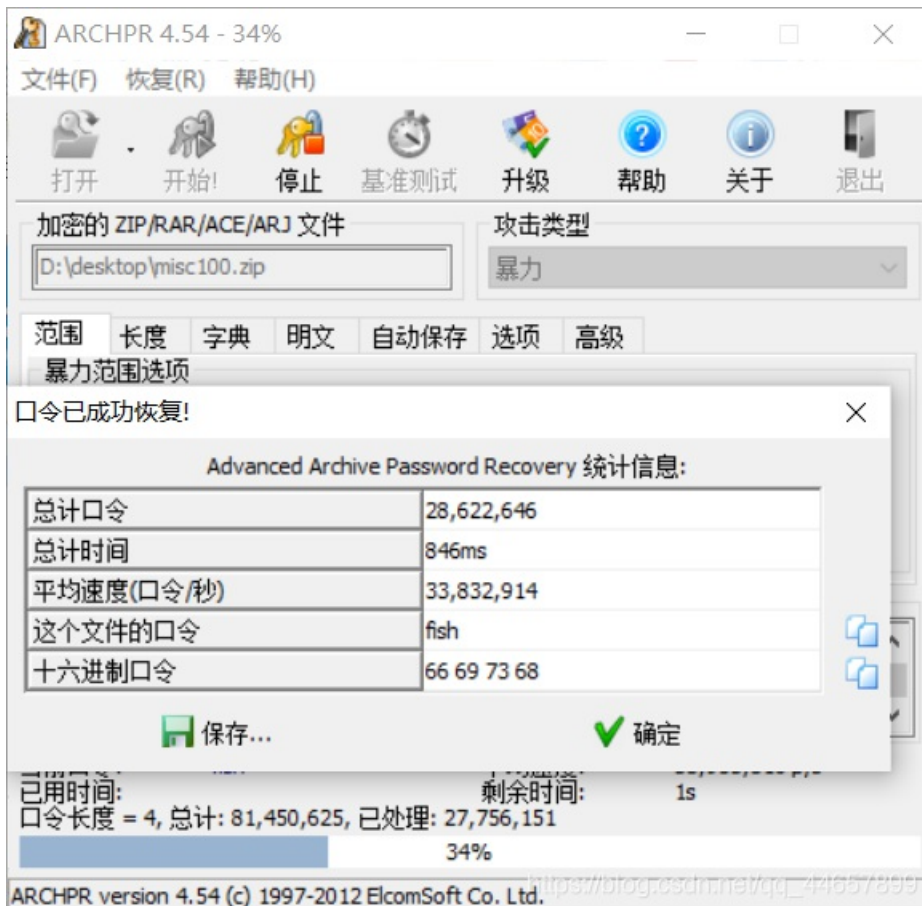 ARCHPR 4.54 - 34%
文件(F) 恢复(R) 帮助(H)
打开 开始! 停止 基准测试 升级 帮助 关于 退出
加密的 ZIP/RAR/ACE/ARJ 文件 攻击类型
D:\desktop\misc100.zip 暴力
范围 长度 字典 明文 自动保存 选项 高级
暴力范围选项
口令已成功恢复!
Advanced Archive Password Recovery 统计信息:
总计口令 28,622,646
总计时间 846ms
平均速度(口令/秒) 33,832,914
这个文件的口令 fish
十六进制口令 66 69 73 68
保存... 确定
已用时间: 剩余时间: 1s
口令长度 = 4, 总计: 81,450,625, 已处理: 27,756,151
34%
https://blog.csdn.net/qq_44657899
ARCHPR version 4.54 (c) 1997-2012 ElcomSoft Co. Ltd.